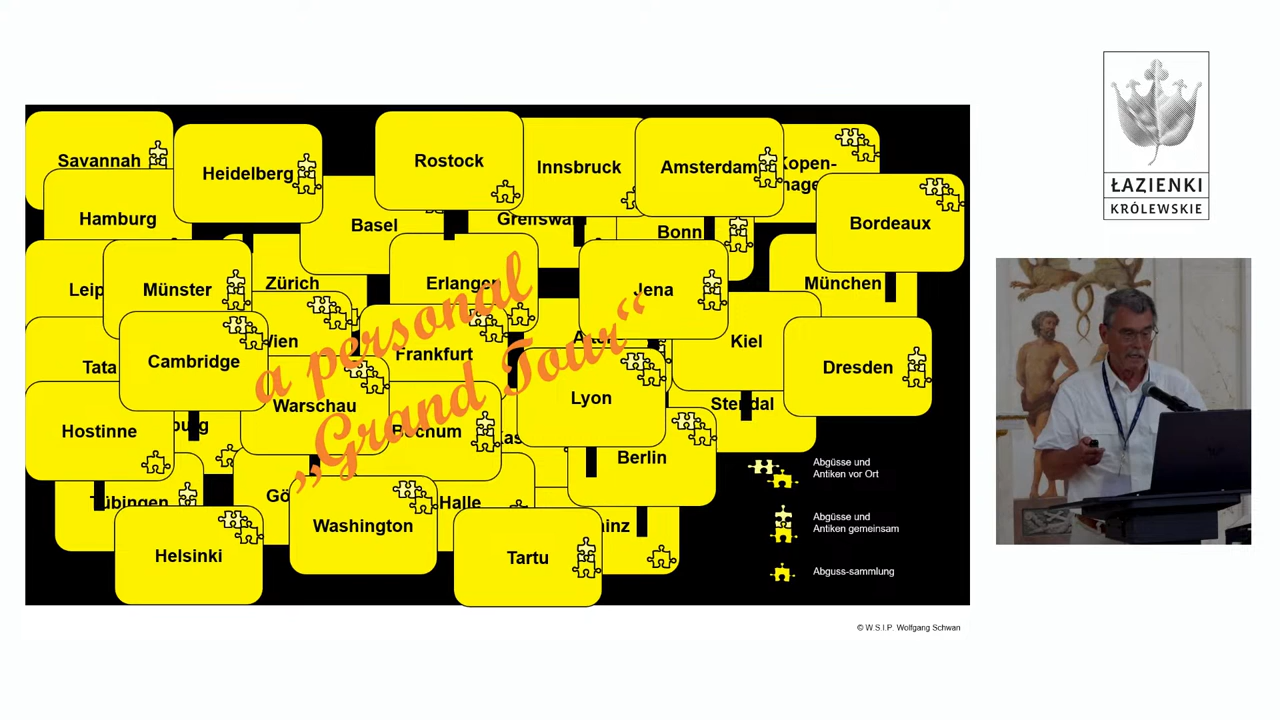 Savannah
Heidelberg
Rostock
Innsbruck
Amsterdam
Kopen-
Hamburg
Basel
Bonn
Bordeaux
Münster
Zürich
Erlangen
Jena
München
Cambridge
Frankfurt
Kiel
Dresden
Lyon
Warschau
Stendal
Hostinne
Bochum
Berlin
Tübingen
Halle
Washington
Helsinki
Tartu
a personal
„Grand Tour“
Abgüsse und
Antiken vor Ort
Abgüsse und
Antiken gemeinsam
Abguss-sammlung
© W.S.I.P. Wolfgang Schwan
ŁAZIENKI
KRÓLEWSKIE